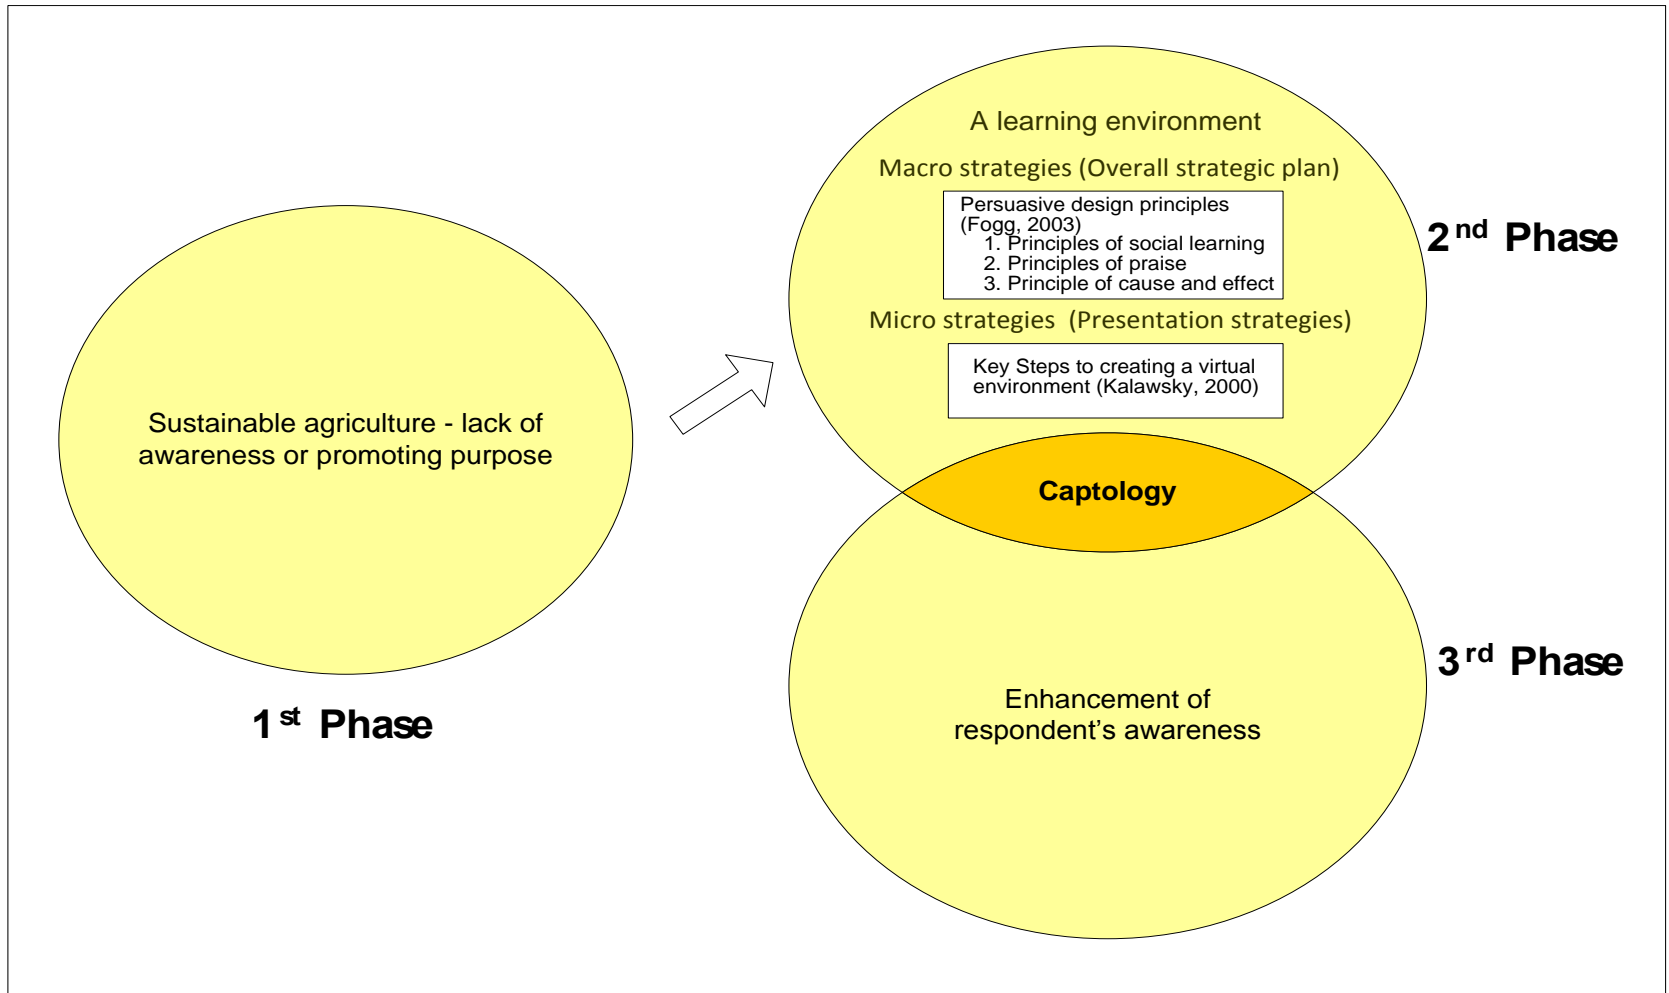 Sustainable agriculture - lack of
awareness or promoting purpose
1st Phase
A learning environment
Macro strategies (Overall strategic plan)
Persuasive design principles
(Fogg, 2003)
1. Principles of social learning
2. Principles of praise
3. Principle of cause and effect
Micro strategies (Presentation strategies)
Key Steps to creating a virtual
environment (Kalawsky, 2000)
2nd Phase
Captology
Enhancement of
respondent’s awareness
3rd Phase